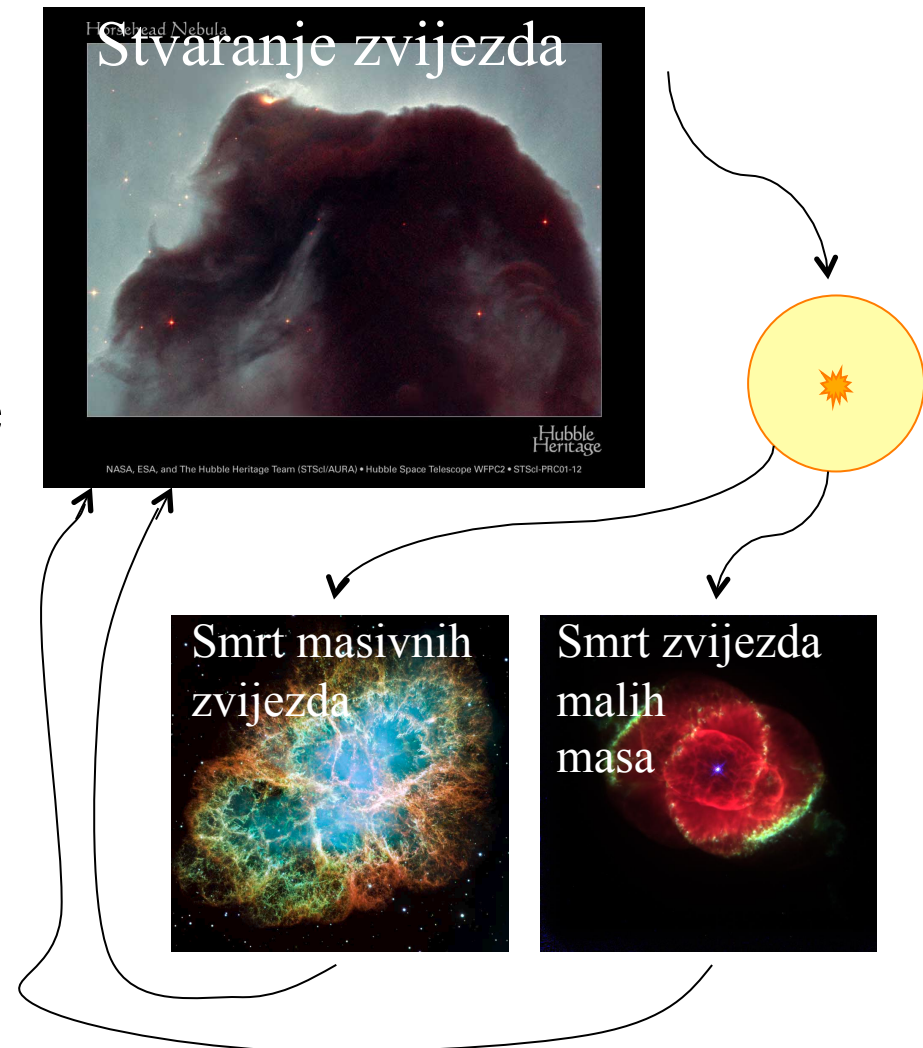 Horsehead Nebula
Stvaranje zvijezda
Hubble
Heritage
NASA, ESA, and The Hubble Heritage Team (STScI/AURA) • Hubble Space Telescope WFPC2 • STScI-PRC01-12
Smrt masivnih
zvijezda
Smrt zvijezda
malih
masa